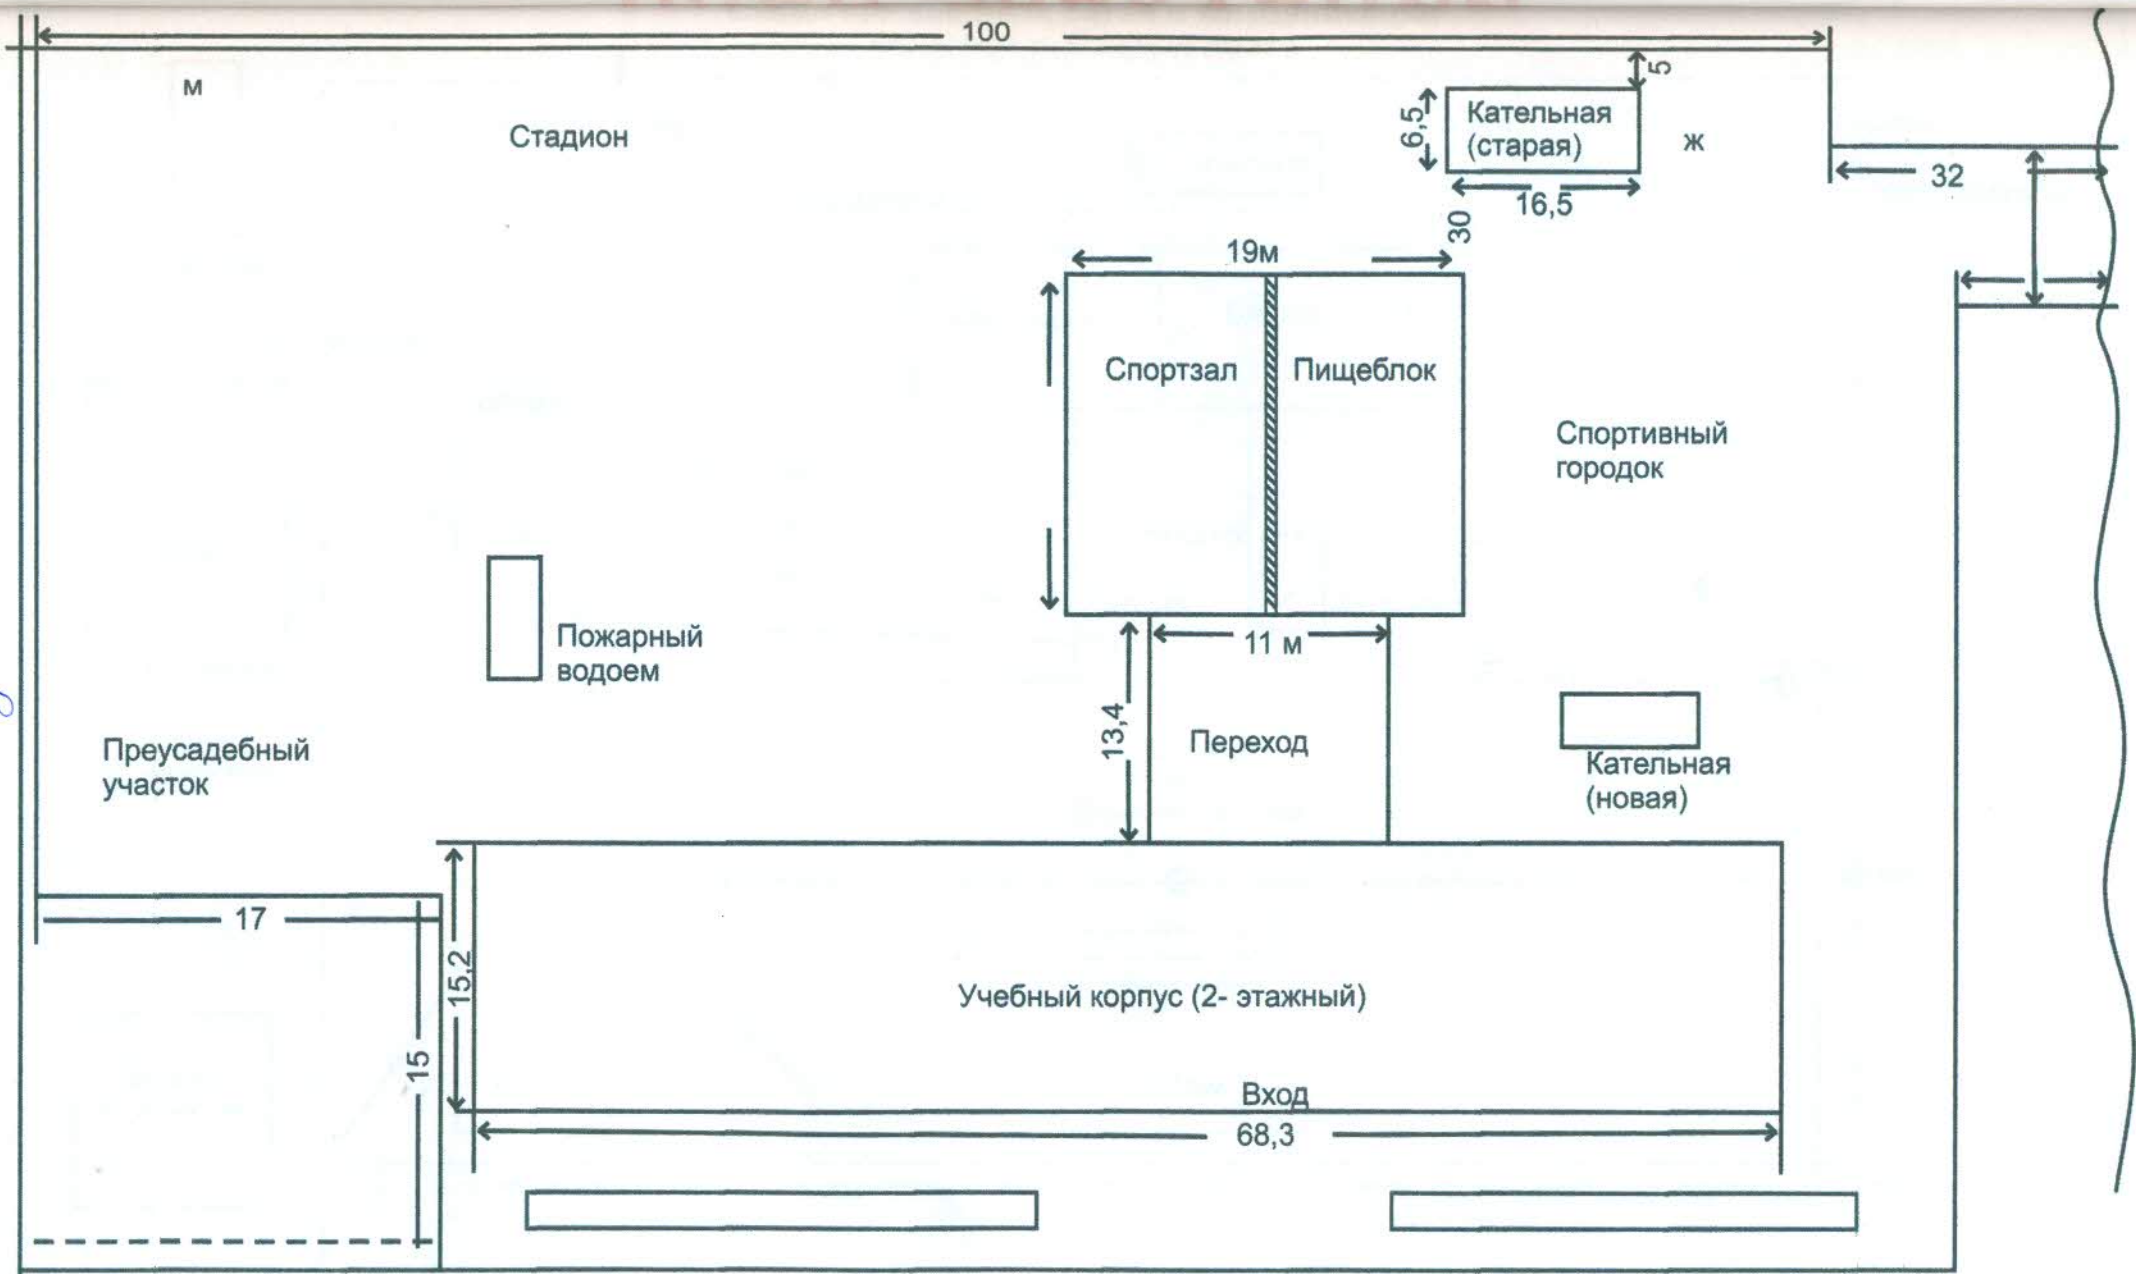 100
м
5
Стадион
Кательная
(старая)
6,5
ж
32
16,5
30
19м
Спортзал
Пищеблок
Спортивный
городок
Пожарный
водоем
11 м
13,4
Переход
Преусадебный
участок
Кательная
(новая)
17
15,2
15
Учебный корпус (2- этажный)
Вход
68,3